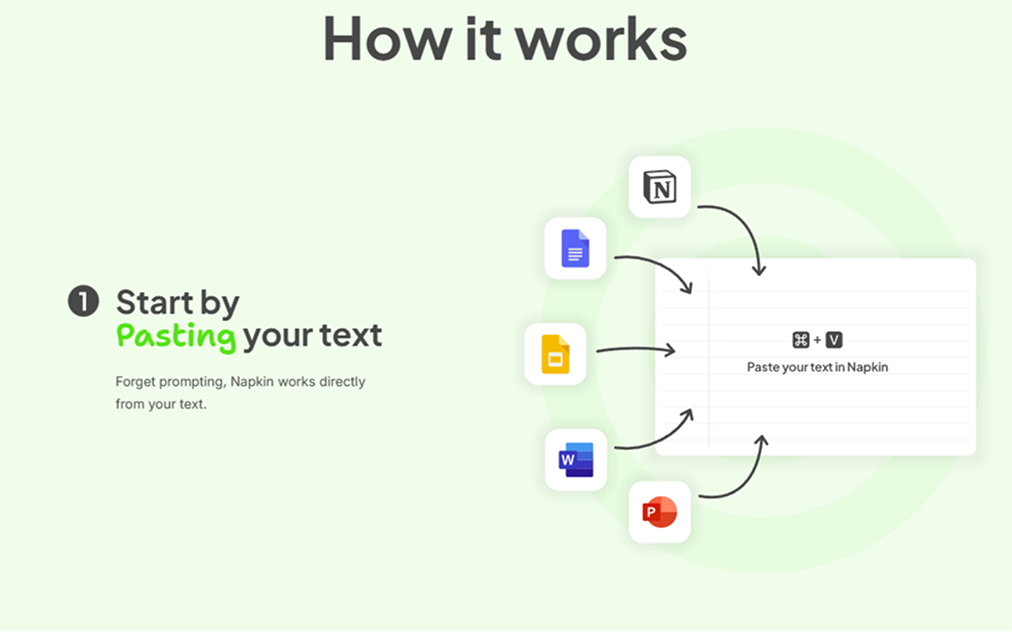 How it works
N
1 Start by
Pasting your text
Forget prompting, Napkin works directly
from your text.
⌘ + V
Paste your text in Napkin
W
P